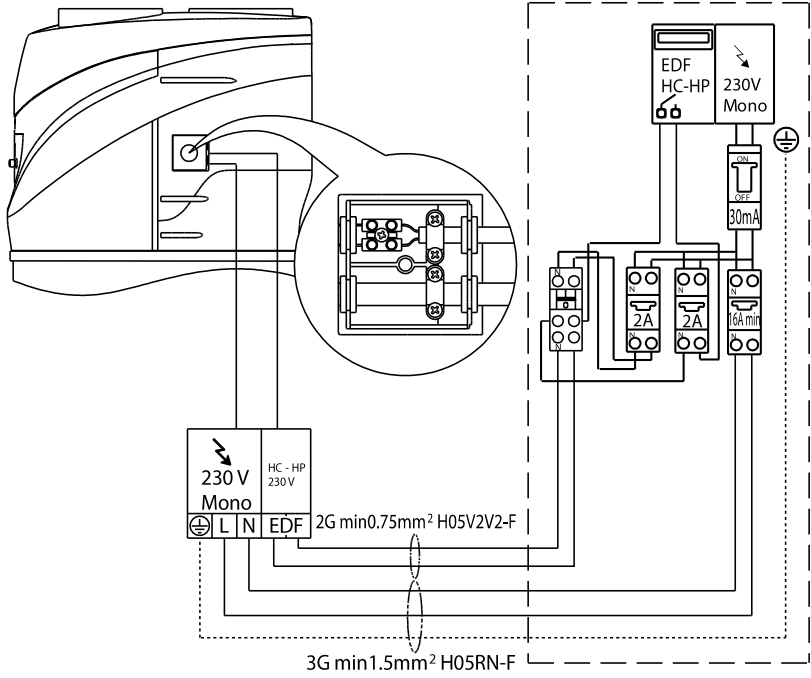 EDF
HC-HP
230V
Mono
ON
OFF
30mA
N
N
N
N
2A
2A
16A min
N
230 V
Mono
HC - HP
230 V
L
N
EDF
2G min0.75mm² H05V2V2-F
3G min1.5mm² H05RN-F